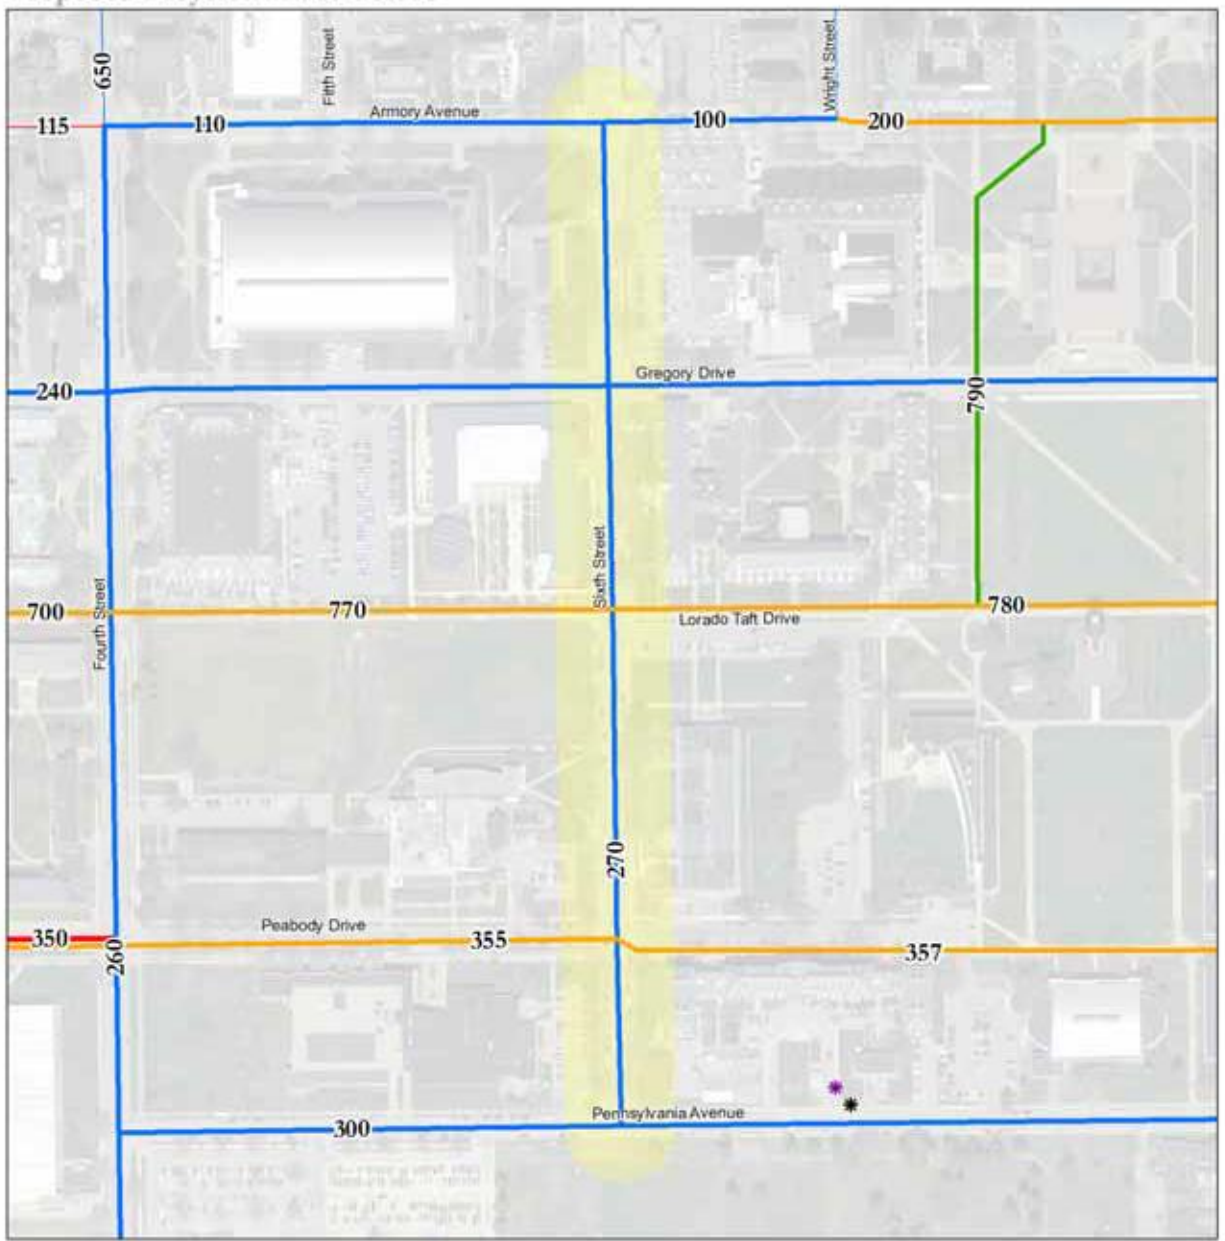 650
Fifth Street
Wright Street
Armory Avenue
115
110
100
200
Gregory Drive
240
790
Sixth Street
Fourth Street
700
770
780
Lorado Taft Drive
270
Peabody Drive
350
355
357
260
Pennsylvania Avenue
300